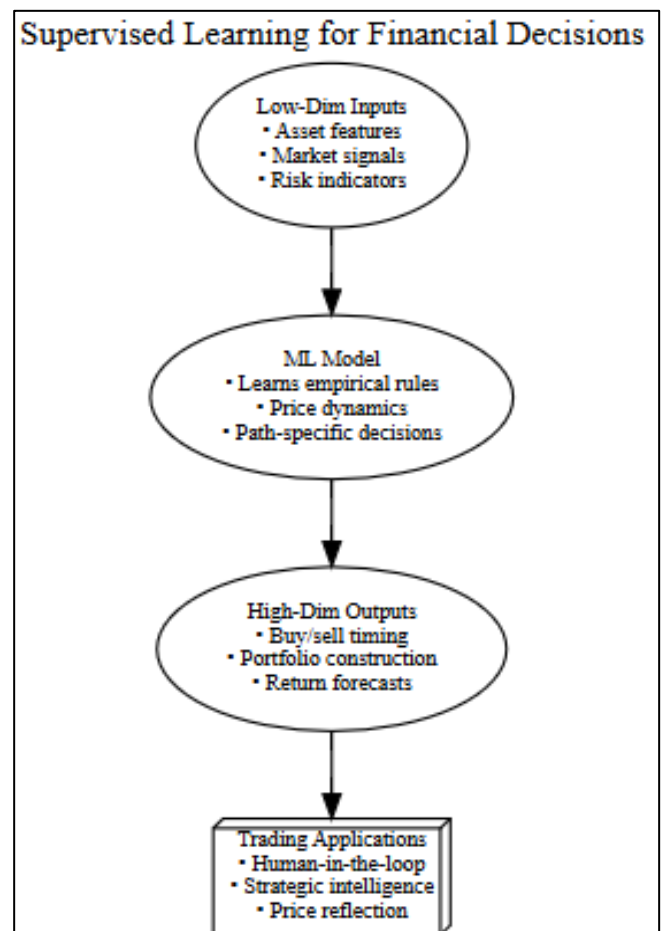 Supervised Learning for Financial Decisions
Low-Dim Inputs
• Asset features
• Market signals
• Risk indicators
ML Model
• Learns empirical rules
• Price dynamics
• Path-specific decisions
High-Dim Outputs
• Buy/sell timing
• Portfolio construction
• Return forecasts
Trading Applications
• Human-in-the-loop
• Strategic intelligence
• Price reflection